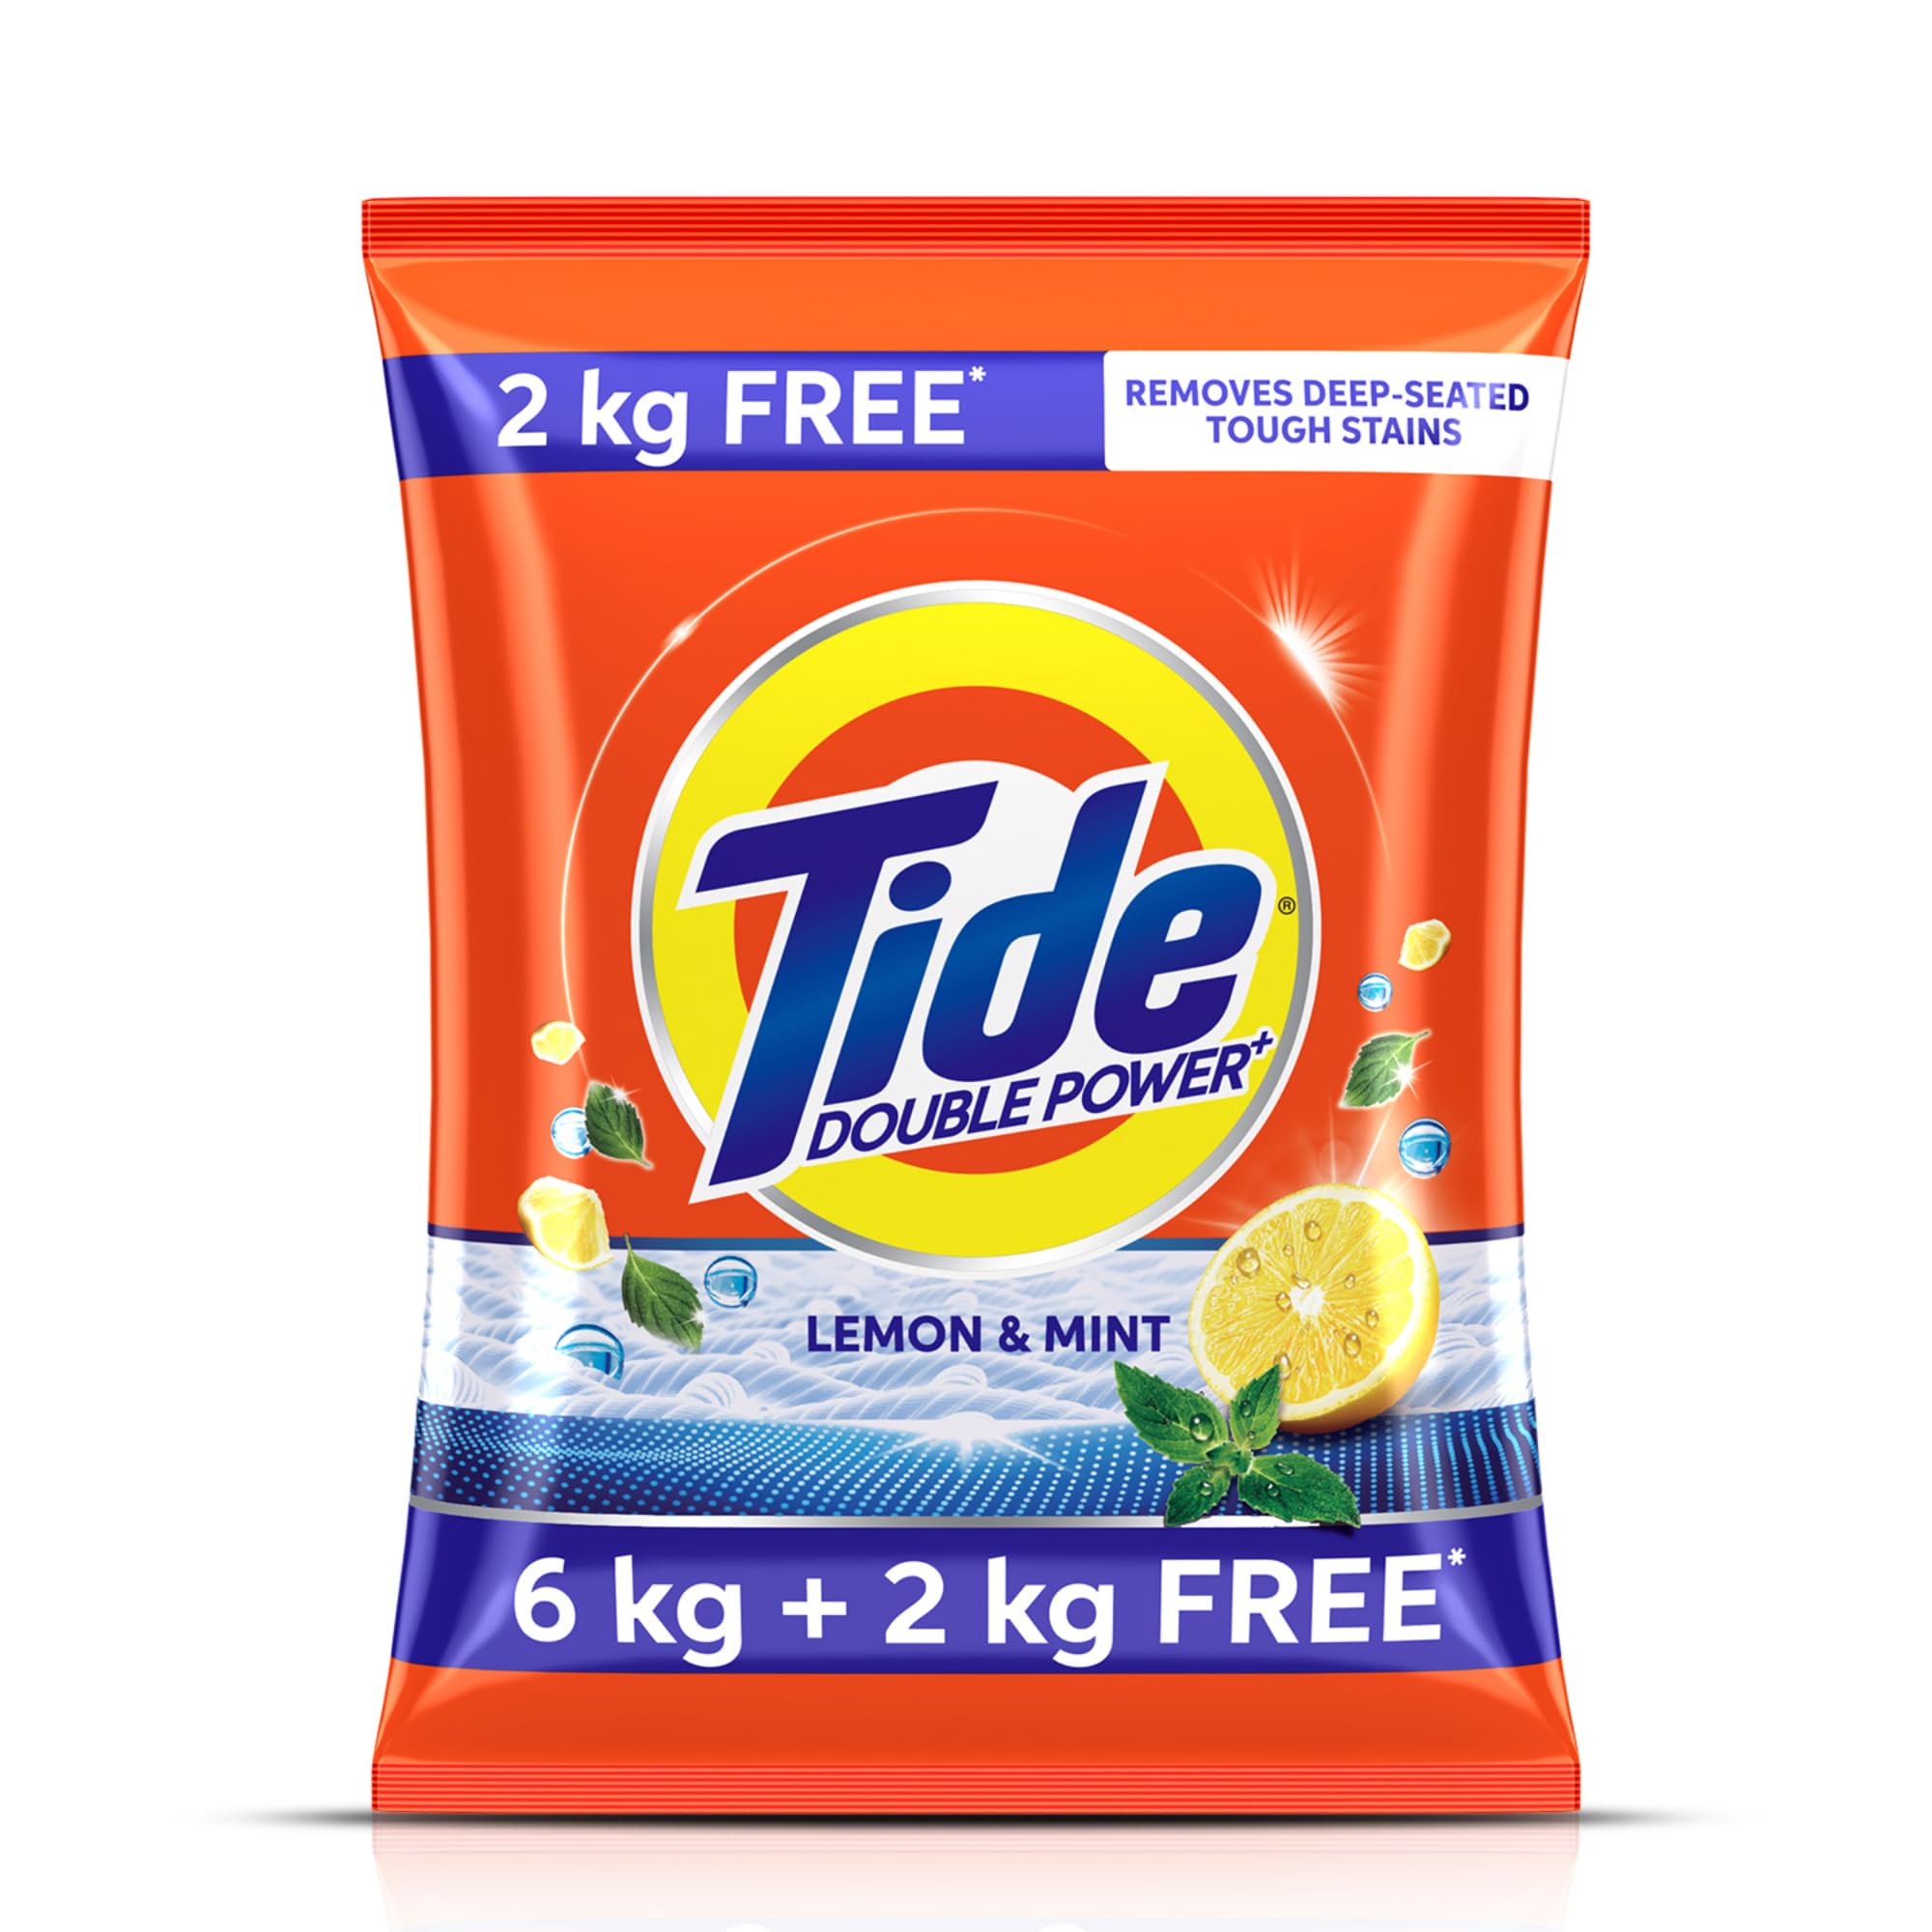 2 kg FREE*
REMOVES DEEP-SEATED
TOUGH STAINS
Tide®
DOUBLE POWER+
LEMON & MINT
6 kg + 2 kg FREE*